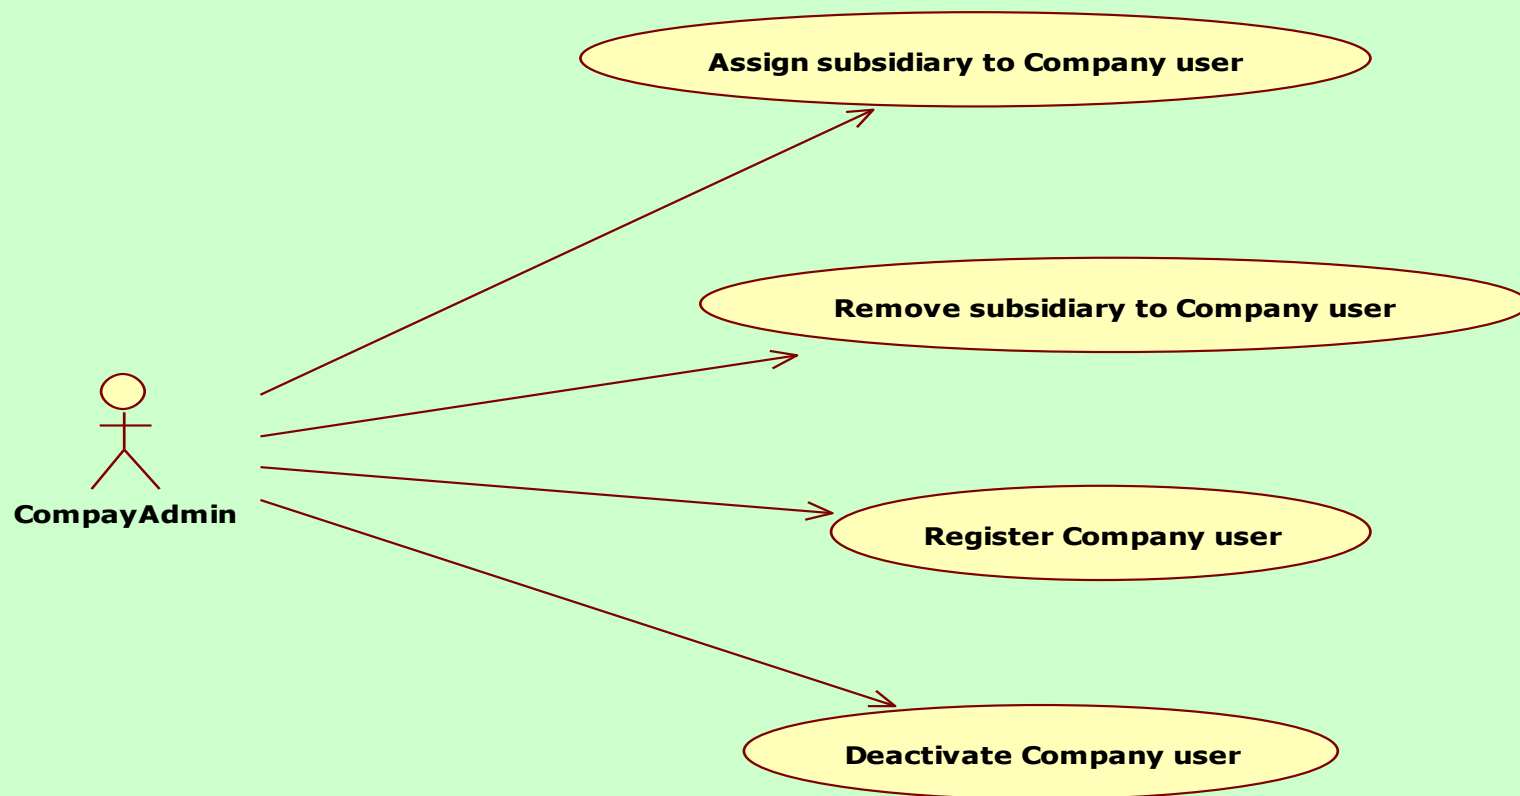 Assign subsidiary to Company user
Remove subsidiary to Company user
CompayAdmin
Register Company user
Deactivate Company user